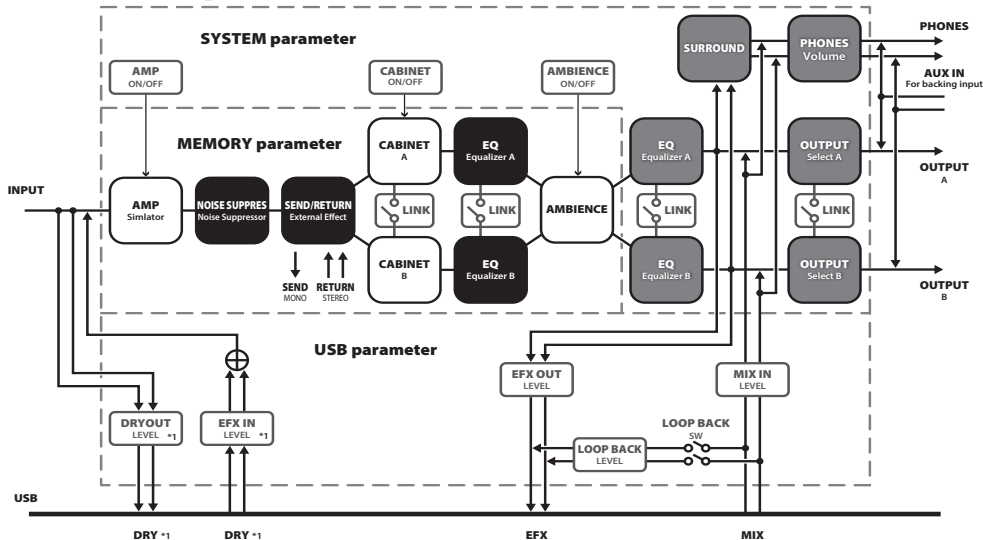 SYSTEM parameter
SURROUND
PHONES
Volume
PHONES
AMP
ON/OFF
CABINET
ON/OFF
AMBIENCE
ON/OFF
AUX IN
For backing input
MEMORY parameter
CABINET
A
EQ
Equalizer A
EQ
Equalizer A
OUTPUT
Select A
OUTPUT
A
INPUT
AMP
Simlator
NOISE SUPPRES
Noise Suppressor
SEND/RETURN
External Effect
LINK
LINK
AMBIENCE
LINK
LINK
CABINET
B
EQ
Equalizer B
EQ
Equalizer B
OUTPUT
Select B
OUTPUT
B
SEND
MONO
RETURN
STEREO
USB parameter
EFX OUT
LEVEL
MIX IN
LEVEL
DRYOUT
LEVEL *1
EFX IN
LEVEL *1
LOOP BACK
SW
LOOP BACK
LEVEL
USB
DRY *1
DRY *1
EFX
MIX